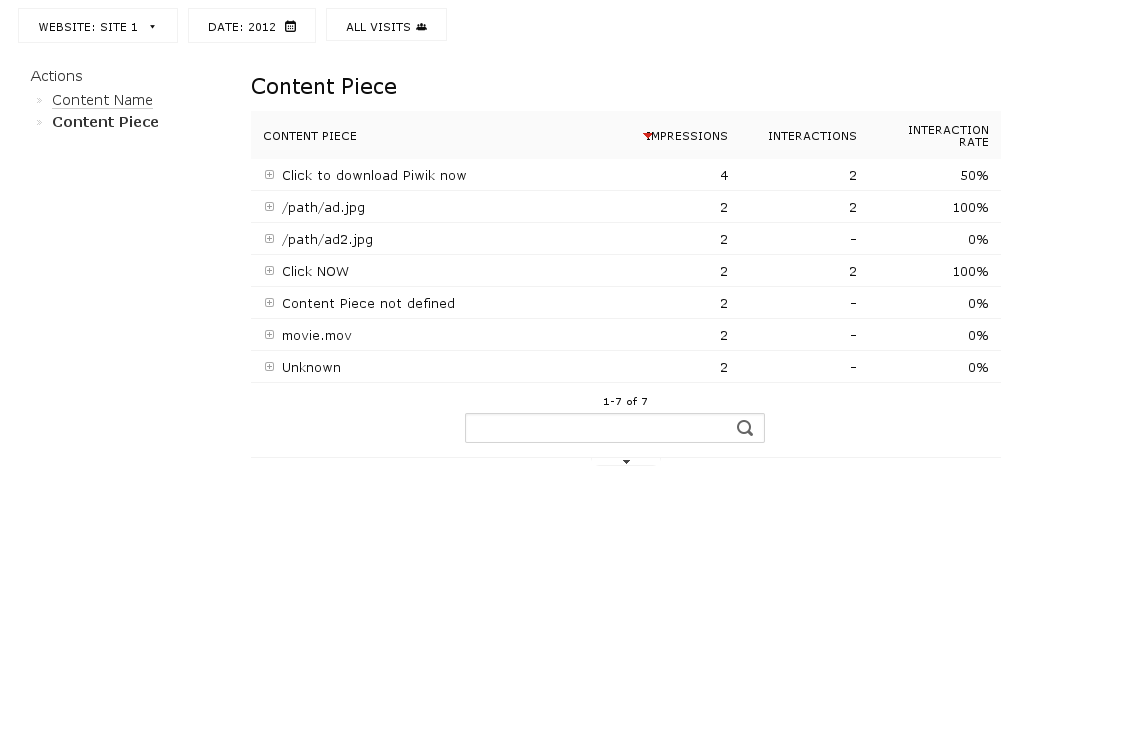 WEBSITE: SITE 1 DATE: 2012 ALL VISITS
Actions
Content Name
Content Piece
Content Piece
CONTENT PIECE IMPRESSIONS INTERACTIONS INTERACTION RATE
Click to download Piwik now 4 2 50%
/path/ad.jpg 2 2 100%
/path/ad2.jpg 2 - 0%
Click NOW 2 2 100%
Content Piece not defined 2 - 0%
movie.mov 2 - 0%
Unknown 2 - 0%
1-7 of 7